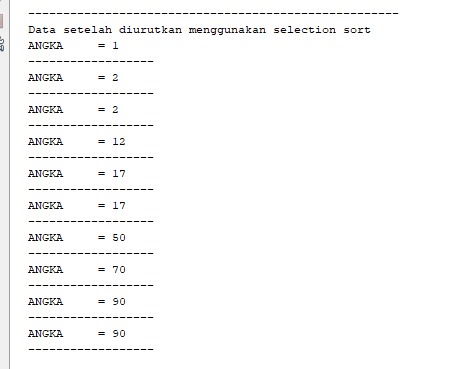 -----------------------------------------------------
Data setelah diurutkan menggunakan selection sort
ANGKA     = 1
------------------
ANGKA     = 2
------------------
ANGKA     = 2
------------------
ANGKA     = 12
------------------
ANGKA     = 17
------------------
ANGKA     = 17
------------------
ANGKA     = 50
------------------
ANGKA     = 70
------------------
ANGKA     = 90
------------------
ANGKA     = 90
------------------